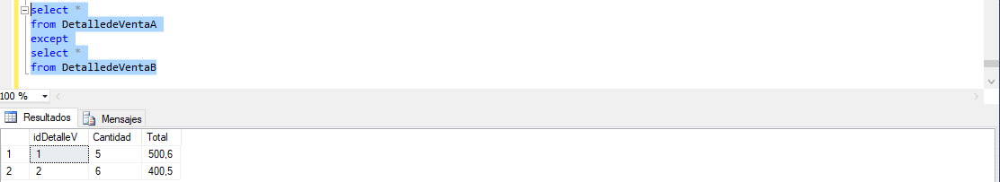 select *
from DetalledeVentaA
except
select *
from DetalledeVentaB
100 %
Resultados Mensajes
idDetalleV Cantidad Total
1 1 5 500,6
2 2 6 400,5